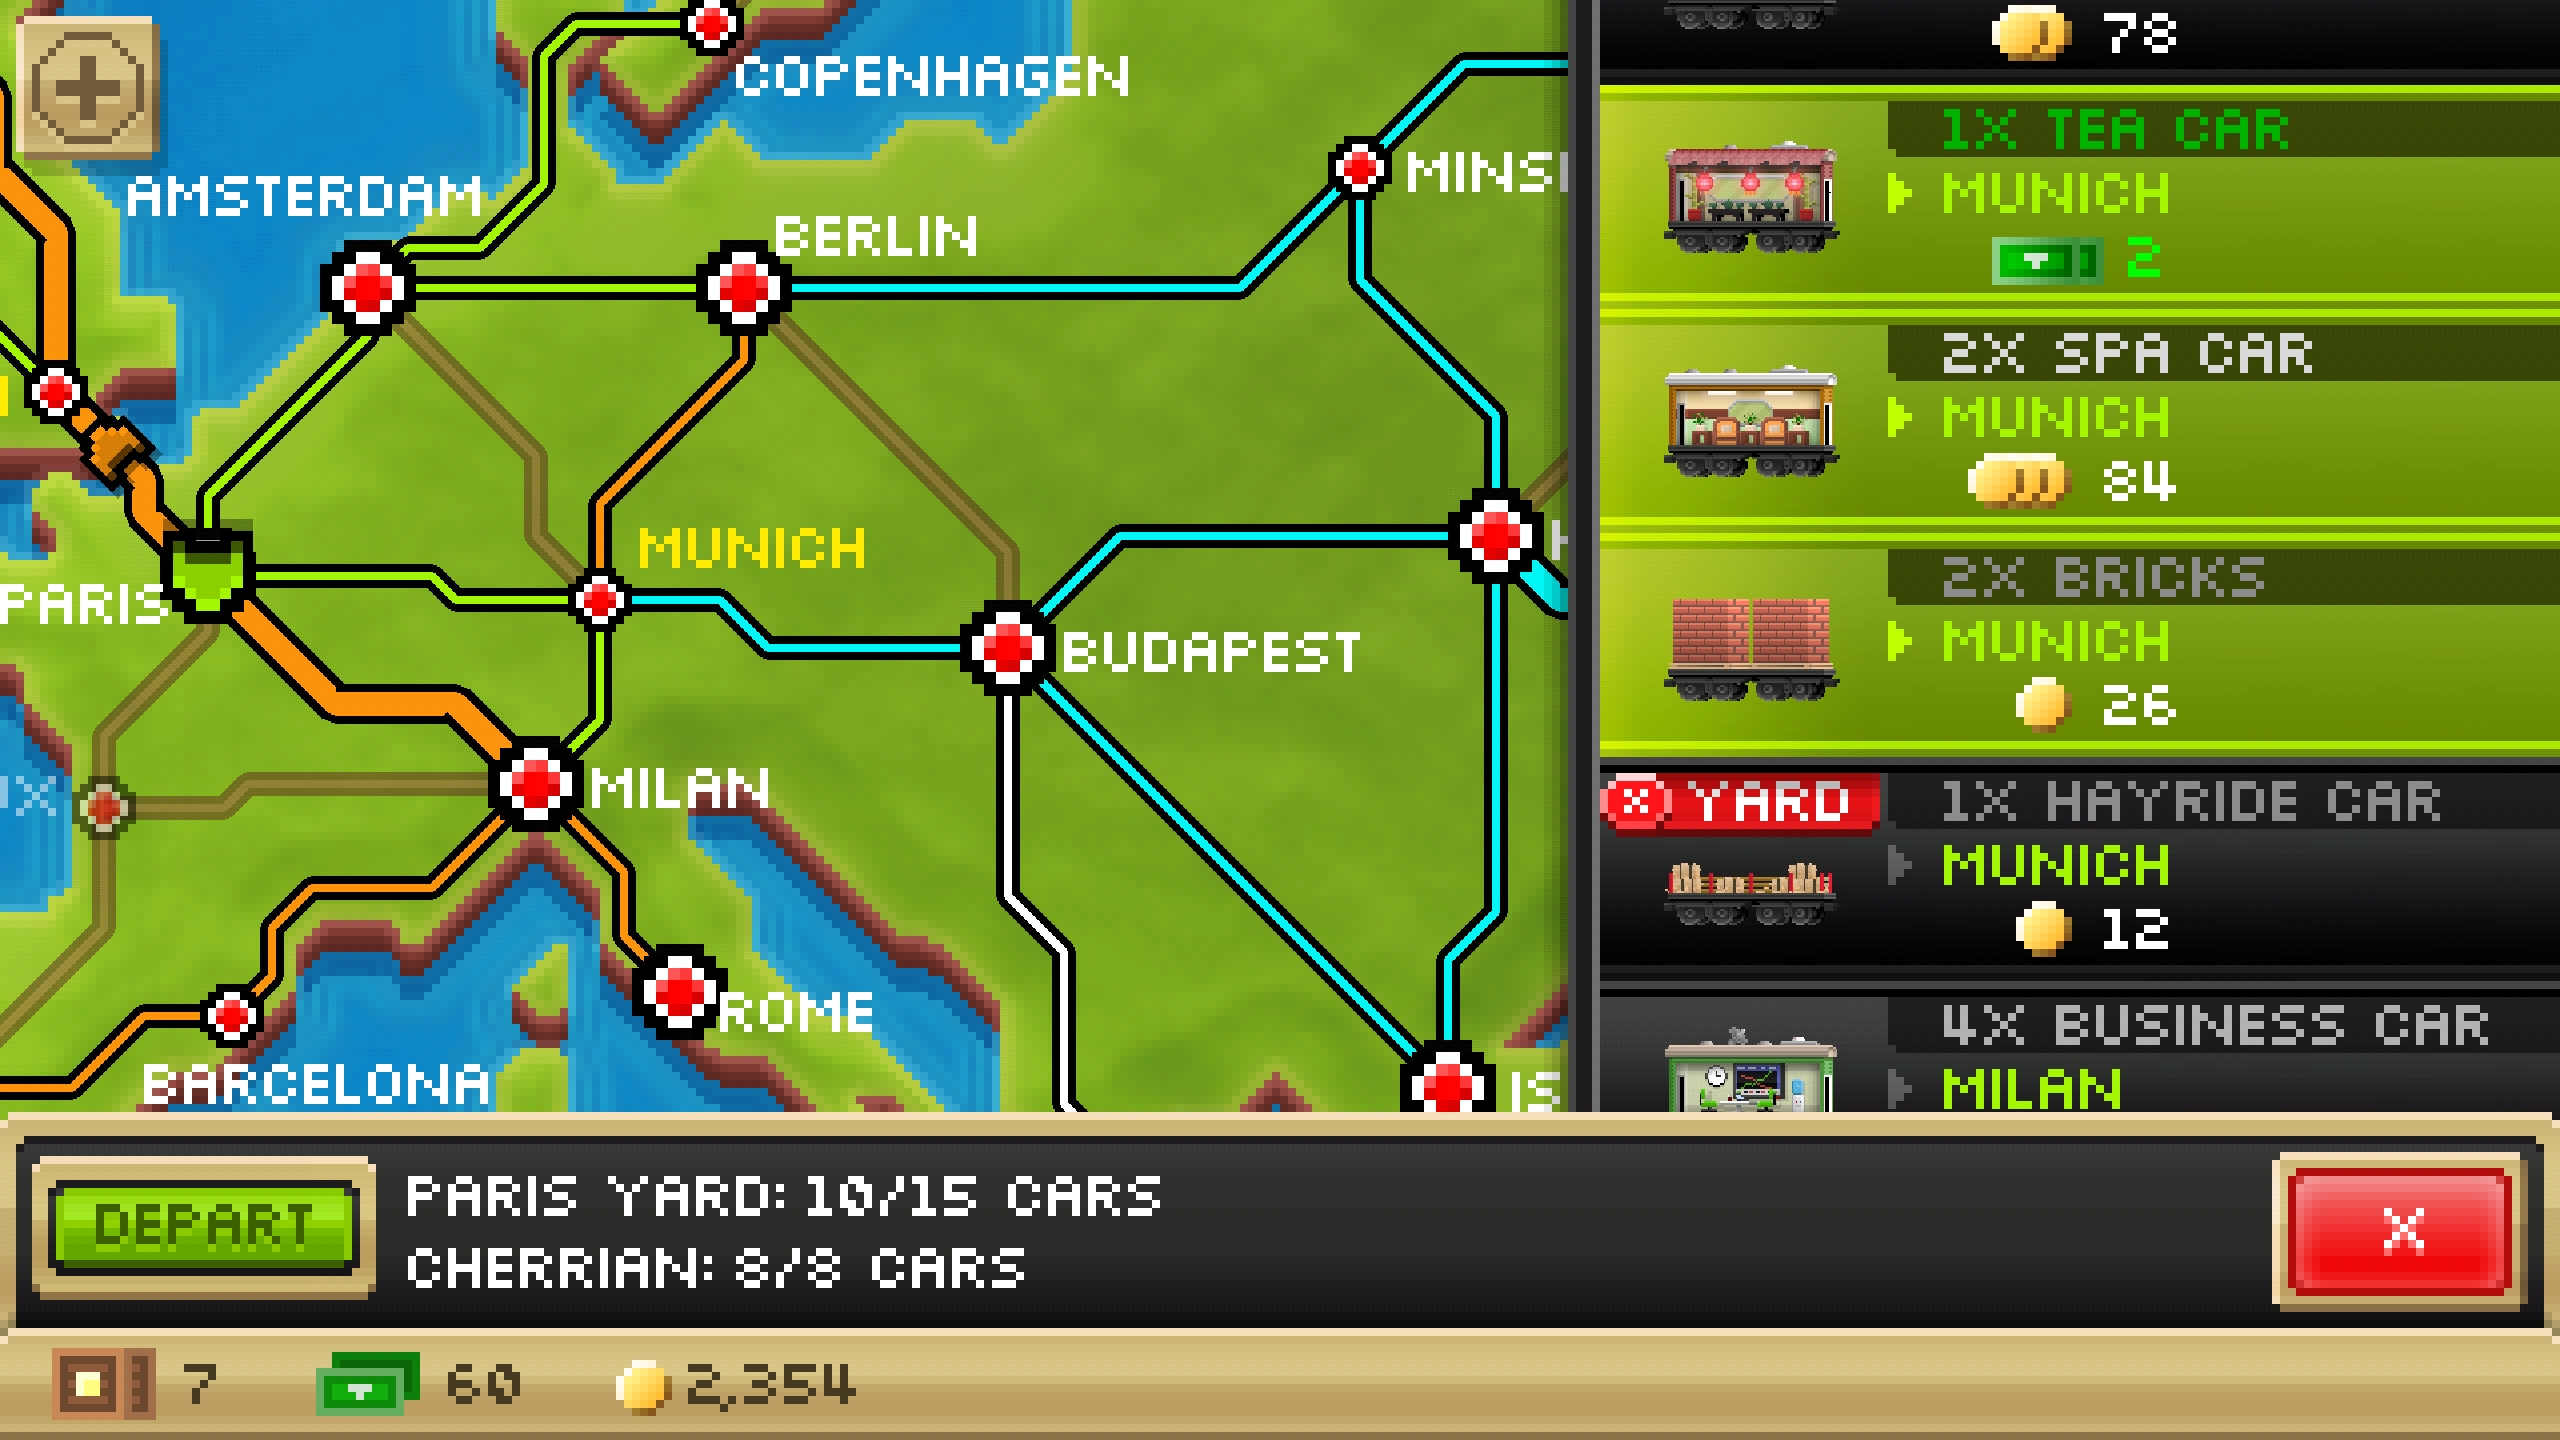 COPENHAGEN
AMSTERDAM
BERLIN
MUNICH
PARIS
BUDAPEST
MILAN
ROME
BARCELONA
78
1X TEA CAR
MUNICH
2
2X SPA CAR
MUNICH
84
2X BRICKS
MUNICH
26
X YARD
1X HAYRIDE CAR
MUNICH
12
4X BUSINESS CAR
MILAN
DEPART
PARIS YARD: 10/15 CARS
CHERRIAN: 8/8 CARS
X
7
60
2,354